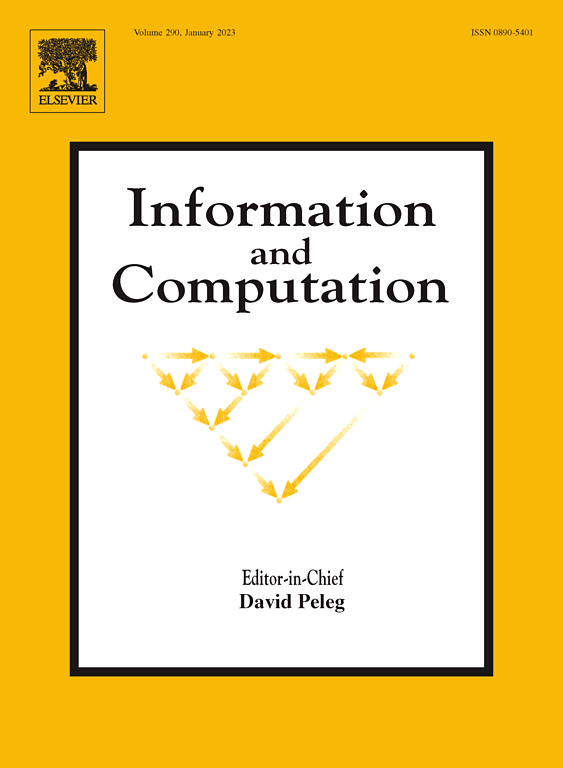 Volume 290, January 2023
ISSN 0890-5401
ELSEVIER
Information
and
Computation
Editor-in-Chief
David Peleg